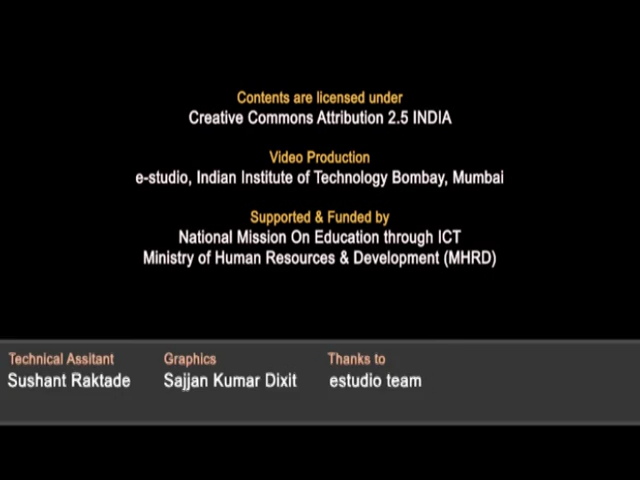 Contents are licensed under
Creative Commons Attribution 2.5 INDIA
Video Production
e-studio, Indian Institute of Technology Bombay, Mumbai
Supported & Funded by
National Mission On Education through ICT
Ministry of Human Resources & Development (MHRD)
Technical Assitant
Sushant Raktade
Graphics
Sajjan Kumar Dixit
Thanks to
estudio team